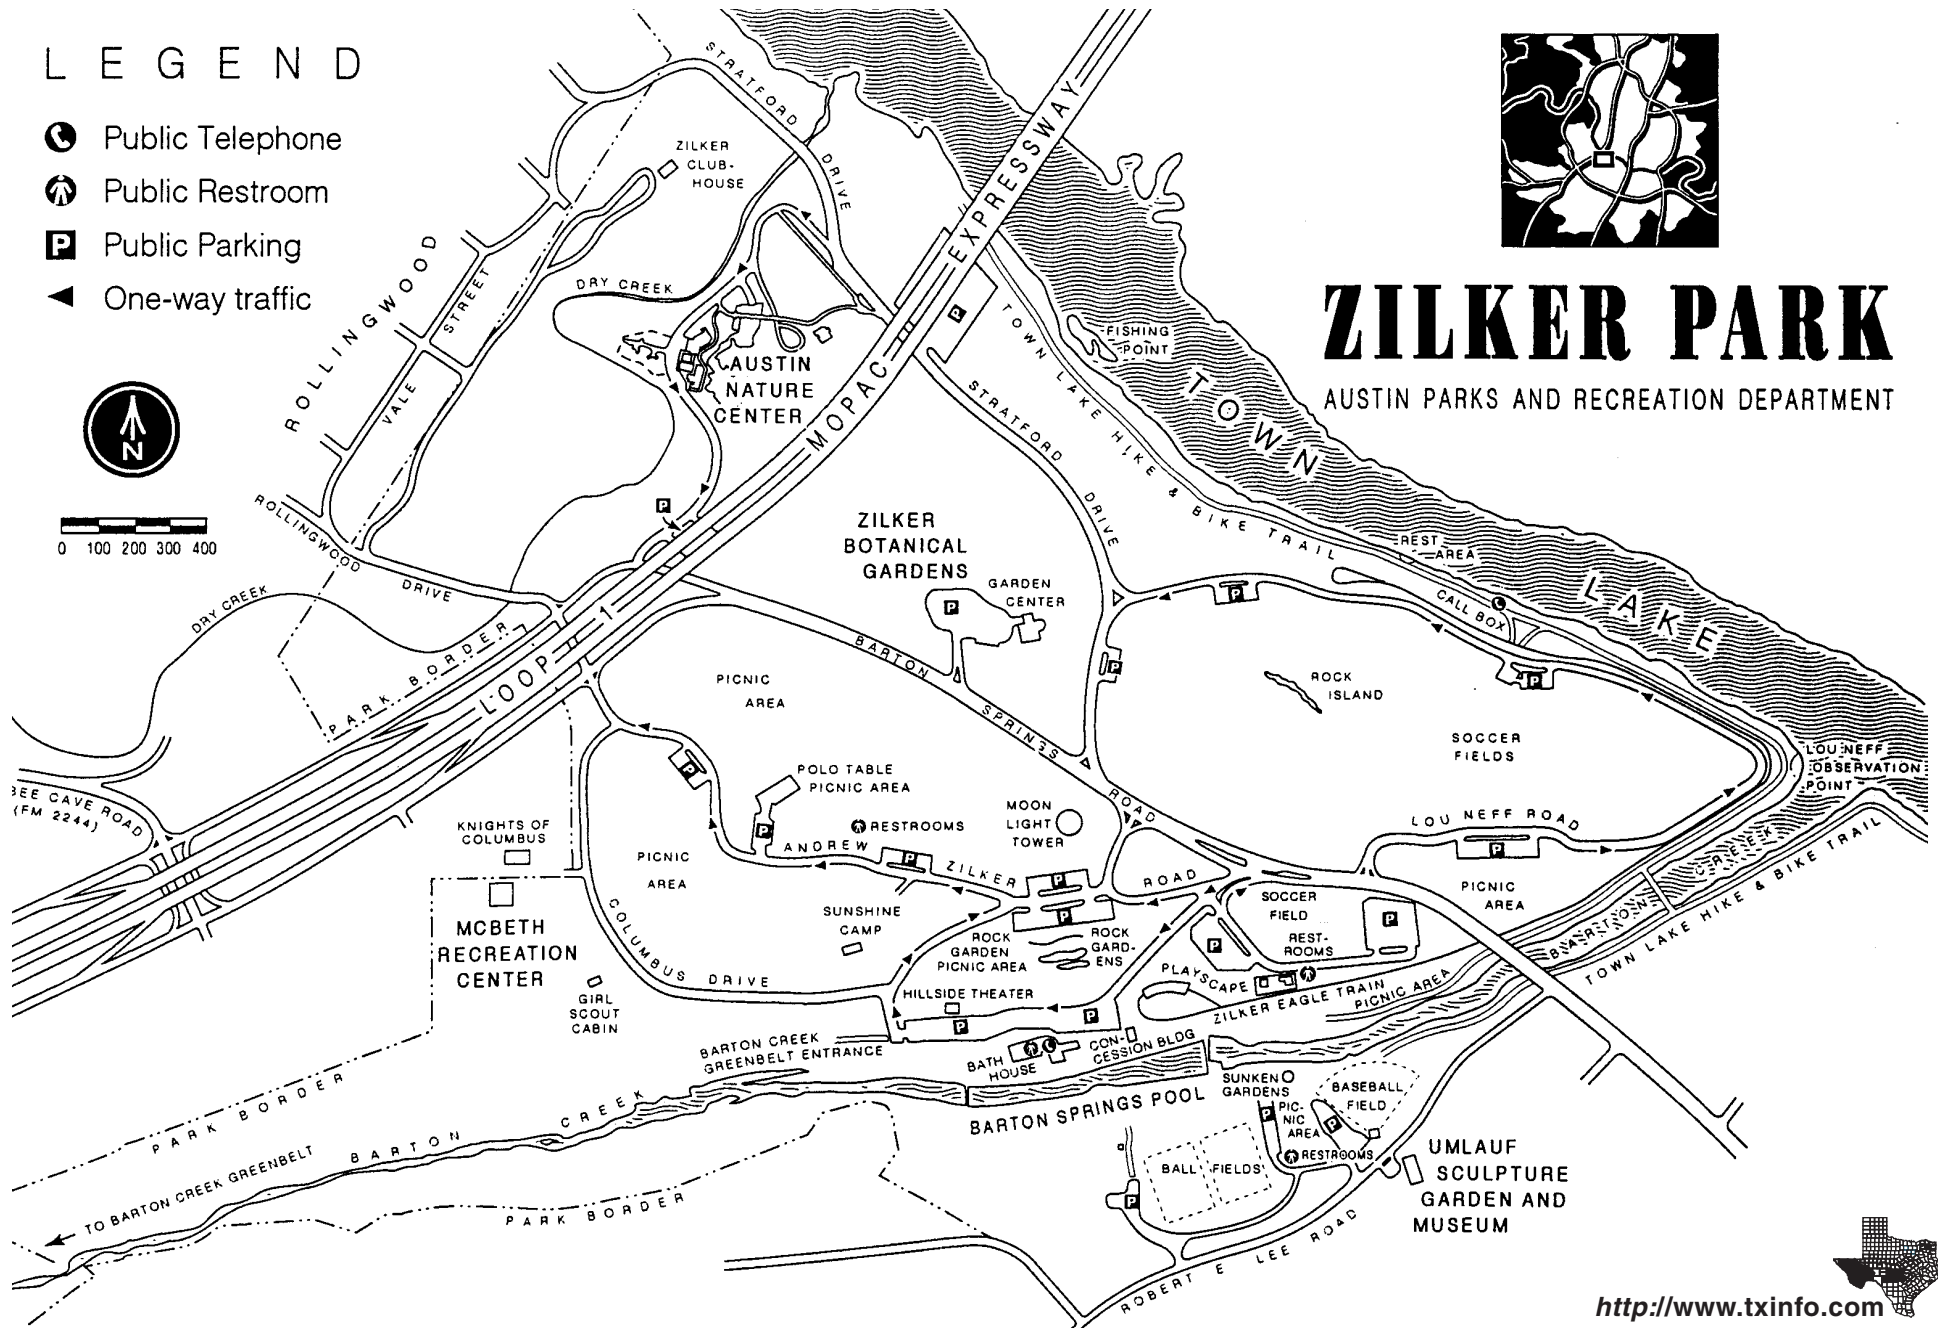 LEGEND
Public Telephone
Public Restroom
P Public Parking
One-way traffic
N
0 100 200 300 400
ZILKER PARK
AUSTIN PARKS AND RECREATION DEPARTMENT
STRATFORD DRIVE
ZILKER
CLUB-
HOUSE
MOPAC EXPRESSWAY
ROLLINGWOOD
VALE STREET
DRY CREEK
AUSTIN
NATURE
CENTER
P
P
FISHING
POINT
TOWN LAKE HIKE & BIKE TRAIL
TOWN LAKE
STRATFORD DRIVE
ROLLINGWOOD DRIVE
DRY CREEK
PARK BORDER
LOOP 1
ZILKER
BOTANICAL
GARDENS
GARDEN
CENTER
P
REST
AREA
CALL BOX
P
P
P
BARTON SPRINGS ROAD
PICNIC
AREA
ROCK
ISLAND
SOCCER
FIELDS
LOU NEFF
OBSERVATION
POINT
BEE CAVE ROAD
(FM 2244)
P
POLO TABLE
PICNIC AREA
P
RESTROOMS
MOON
LIGHT
TOWER
LOU NEFF ROAD
P
KNIGHTS OF
COLUMBUS
PICNIC
AREA
ANDREW ZILKER ROAD
P
P
P
SOCCER
FIELD
P
PICNIC
AREA
BARTON CREEK
TOWN LAKE HIKE & BIKE TRAIL
MCBETH
RECREATION
CENTER
SUNSHINE
CAMP
ROCK
GARDEN
PICNIC AREA
ROCK
GARD-
ENS
P
REST-
ROOMS
COLUMBUS DRIVE
GIRL
SCOUT
CABIN
HILLSIDE THEATER
P
P
PLAYSCAPE
ZILKER EAGLE TRAIN
PICNIC AREA
BARTON CREEK
GREENBELT ENTRANCE
BATH
HOUSE
CON-
CESSION BLDG
BARTON SPRINGS POOL
SUNKEN
GARDENS
BASEBALL
FIELD
P
PIC-
NIC
AREA
P
RESTROOMS
BALL FIELDS
P
UMLAUF
SCULPTURE
GARDEN AND
MUSEUM
PARK BORDER
BARTON CREEK
TO BARTON CREEK GREENBELT
PARK BORDER
ROBERT E LEE ROAD
http://www.txinfo.com